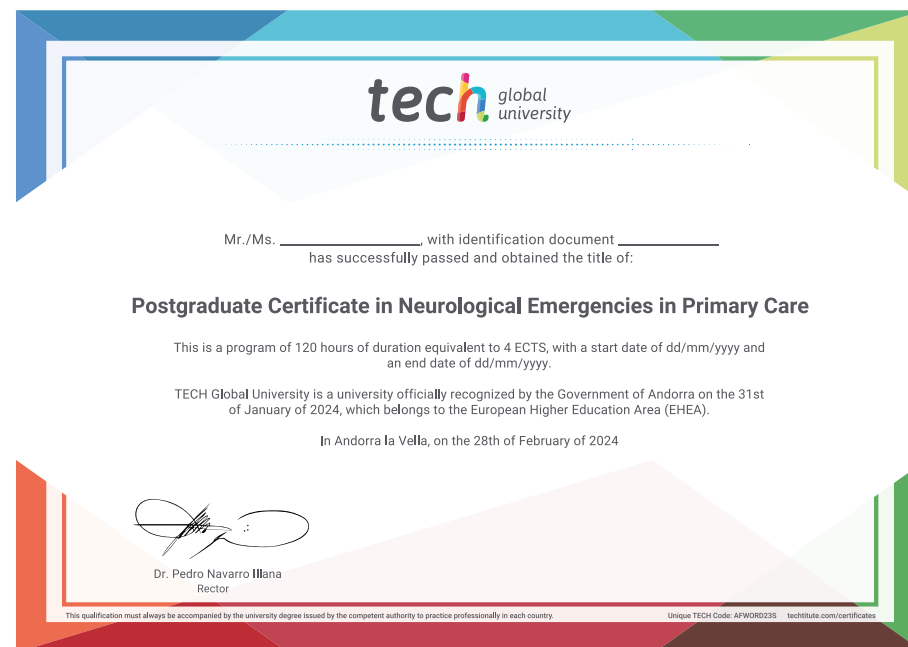 tech global
university
Mr./Ms. ____________, with identification document ____________
has successfully passed and obtained the title of:
Postgraduate Certificate in Neurological Emergencies in Primary Care
This is a program of 120 hours of duration equivalent to 4 ECTS, with a start date of dd/mm/yyyy and
an end date of dd/mm/yyyy.
TECH Global University is a university officially recognized by the Government of Andorra on the 31st
of January of 2024, which belongs to the European Higher Education Area (EHEA).
In Andorra la Vella, on the 28th of February of 2024
Dr. Pedro Navarro Illana
Rector
This qualification must always be accompanied by the university degree issued by the competent authority to practice professionally in each country.
Unique TECH Code: AFWORD23S techtitute.com/certificates